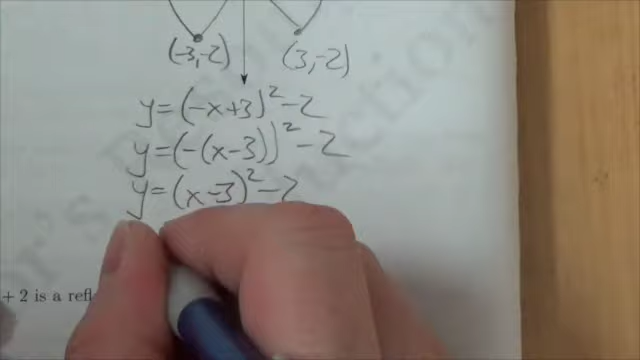 (-3,-2) (3,-2)
y=(-x+3)²-2
y=(-(x-3))²-2
y=(x-3)²-2
+ 2 is a refl